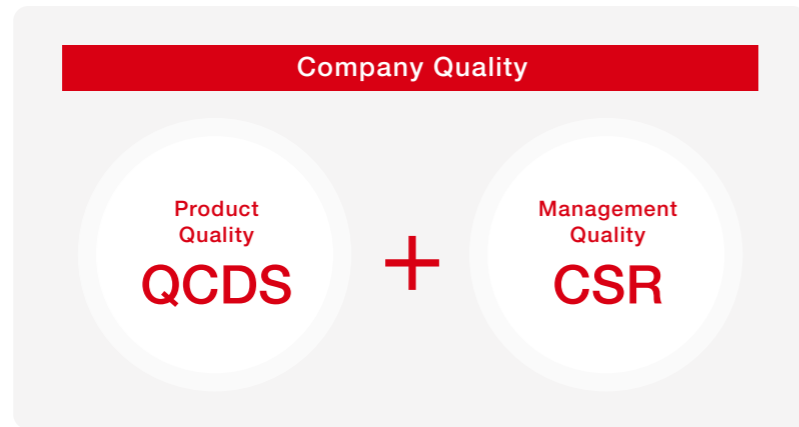 Company Quality
Product
Quality
QCDS
+
Management
Quality
CSR